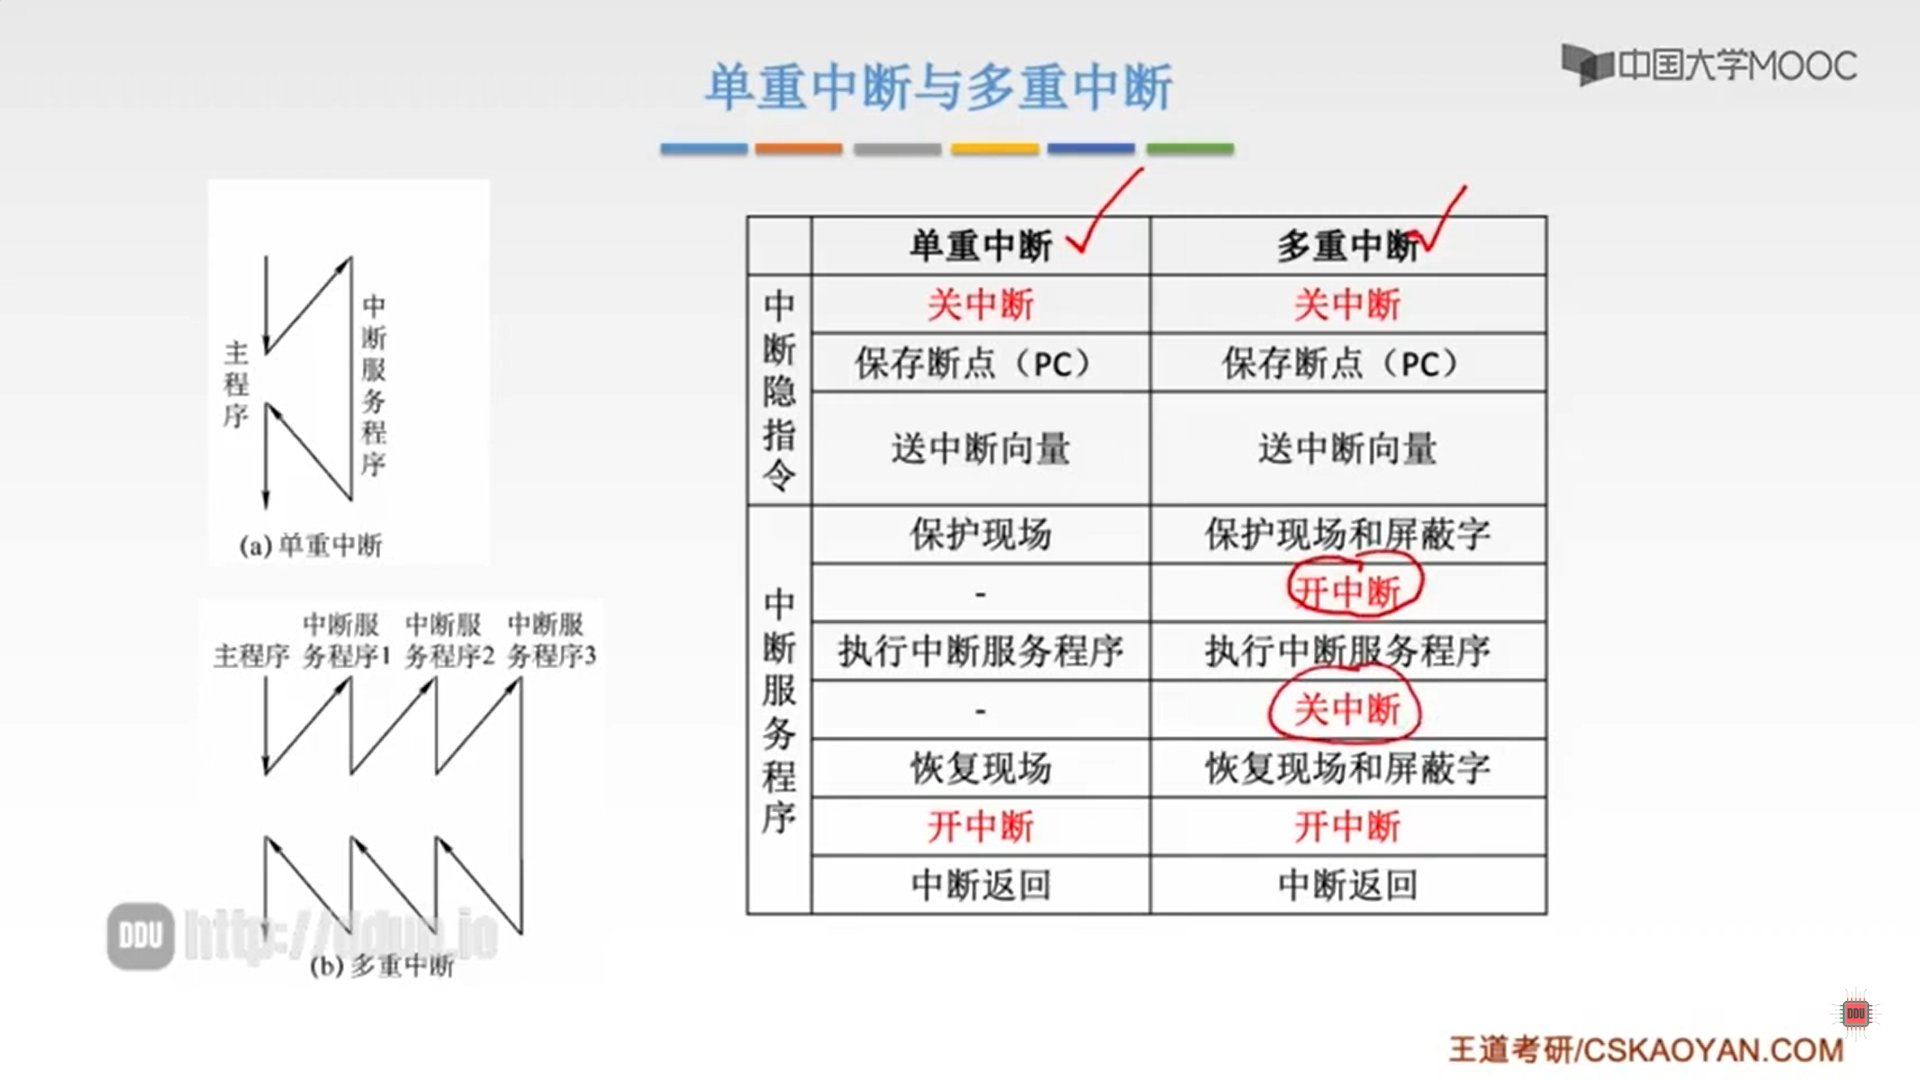 单重中断与多重中断
中国大学MOOC
主程序
中断服务程序
(a) 单重中断
主程序 中断服务程序1 中断服务程序2 中断服务程序3
(b) 多重中断
单重中断 多重中断
中断隐指令
关中断 关中断
保存断点（PC） 保存断点（PC）
送中断向量 送中断向量
中断服务程序
保护现场 保护现场和屏蔽字
- 开中断
执行中断服务程序 执行中断服务程序
- 关中断
恢复现场 恢复现场和屏蔽字
开中断 开中断
中断返回 中断返回
DDU
DDU
王道考研/CSKAOYAN.COM